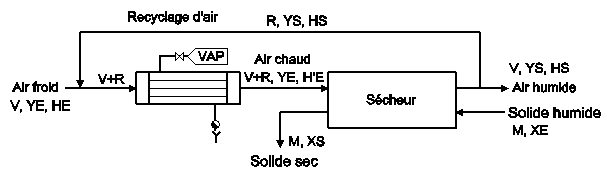 Recyclage d'air
R, YS, HS
VAP
Air froid
V, YE, HE
V+R
Air chaud
V+R, YE, H'E
Sécheur
V, YS, HS
Air humide
Solide humide
M, XE
M, XS
Solide sec